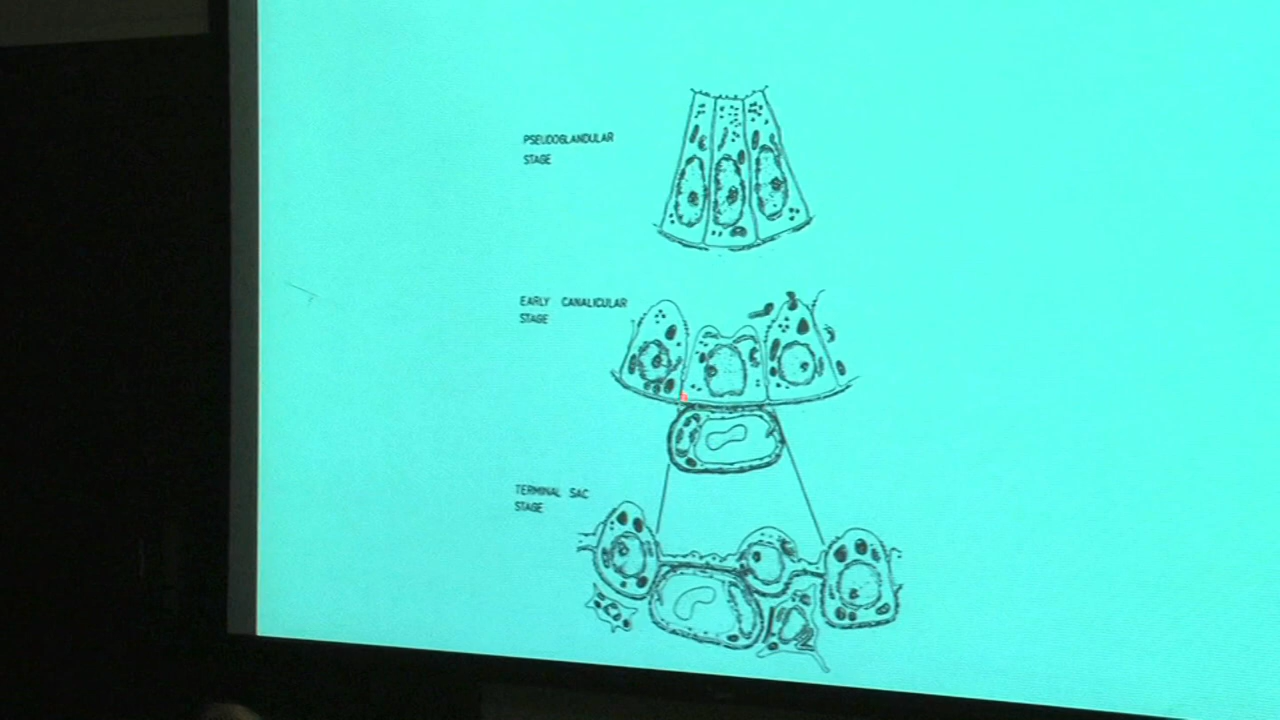 PSEUDOGLANDULAR
STAGE
EARLY CANALICULAR
STAGE
TERMINAL SAC
STAGE